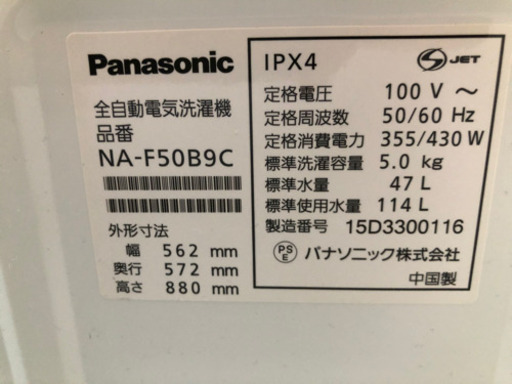 Panasonic
全自動電気洗濯機
品番
NA-F50B9C
外形寸法
幅 562 mm
奥行 572 mm
高さ 880 mm
IPX4
S JET
定格電圧 100 V ～
定格周波数 50/60 Hz
定格消費電力 355/430 W
標準洗濯容量 5.0 kg
標準水量 47 L
標準使用水量 114 L
製造番号 15D3300116
PSE パナソニック株式会社
中国製